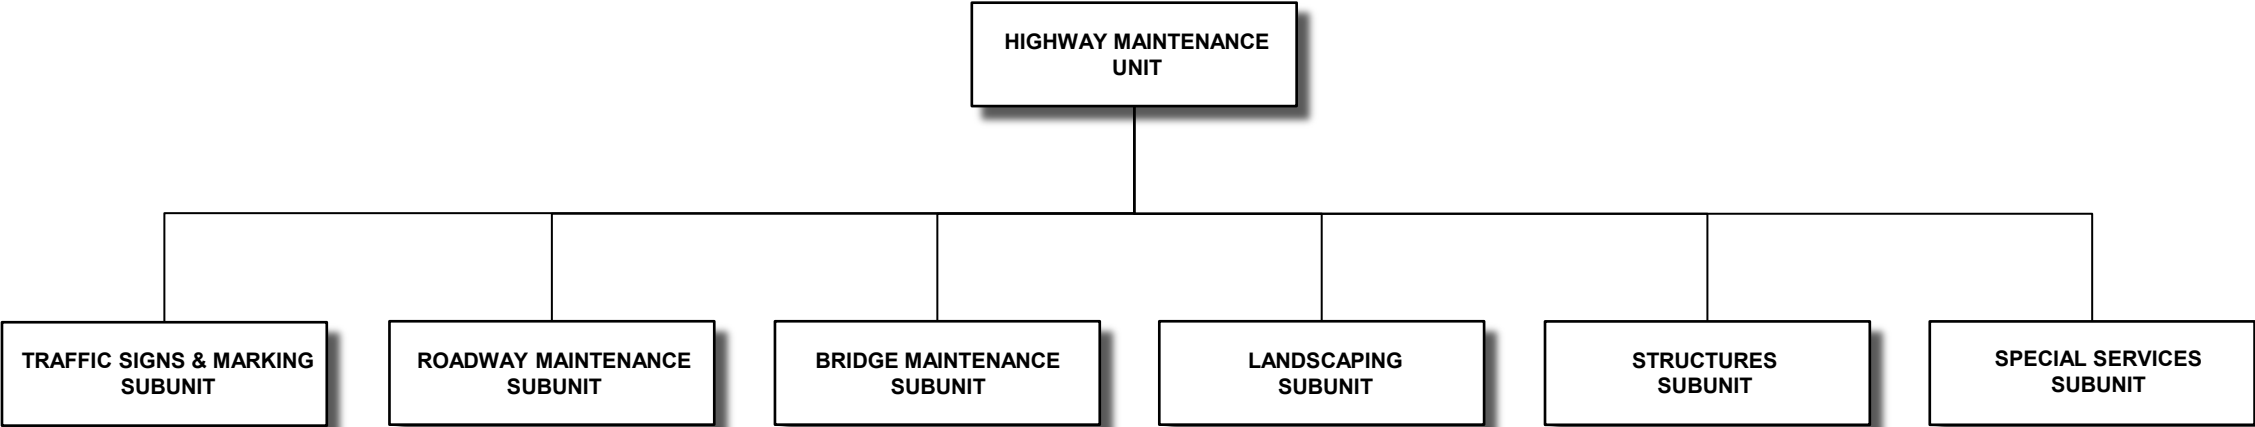 HIGHWAY MAINTENANCE
UNIT
TRAFFIC SIGNS & MARKING
SUBUNIT
ROADWAY MAINTENANCE
SUBUNIT
BRIDGE MAINTENANCE
SUBUNIT
LANDSCAPING
SUBUNIT
STRUCTURES
SUBUNIT
SPECIAL SERVICES
SUBUNIT